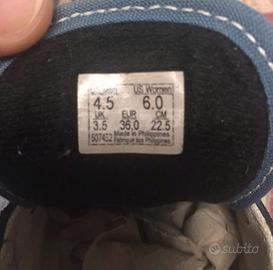 US Women
4.5 6.0
UK EUR CM
3.5 36.0 22.5
507452 Made in Philippines
Fabriqué aux Philippines
subito